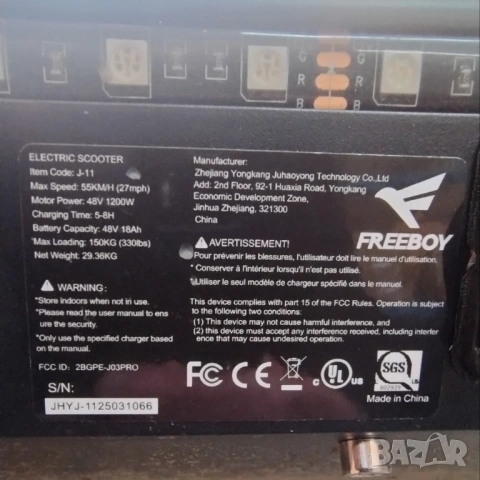 G
R
B
G
R
B
ELECTRIC SCOOTER
Item Code: J-11
Max Speed: 55KM/H (27mph)
Motor Power: 48V 1200W
Charging Time: 5-8H
Battery Capacity: 48V 18Ah
Max Loading: 150KG (330lbs)
Net Weight: 29.36KG
WARNING:
*Store Indoors when not in use.
*Please read the user manual to ens
ure the security.
*Only use the specified charger based
on the manual.
FCC ID: 2BGPE-J03PRO
S/N:
JHYJ-1125031066
Manufacturer:
Zhejiang Yongkang Juhaoyong Technology Co.,Ltd
Add: 2nd Floor, 92-1 Huaxia Road, Yongkang
Economic Development Zone,
Jinhua Zhejiang, 321300
China
FREEBOY
AVERTISSEMENT!
*Pour prévenir les blessures, l'utilisateur doit lire le manuel d'utilisation.
* Conserver à l'intérieur lorsqu'il n'est pas utilisé.
*Utiliser le seul modèle de chargeur spécifié dans le manuel.
This device complies with part 15 of the FCC Rules. Operation is subject
to the following two conditions:
(1) This device may not cause harmful interference, and
(2) this device must accept any interference received, including interfer
ence that may cause undesired operation.
FC CE c UL us SGS
LAB
602925
Made in China
BAZAR